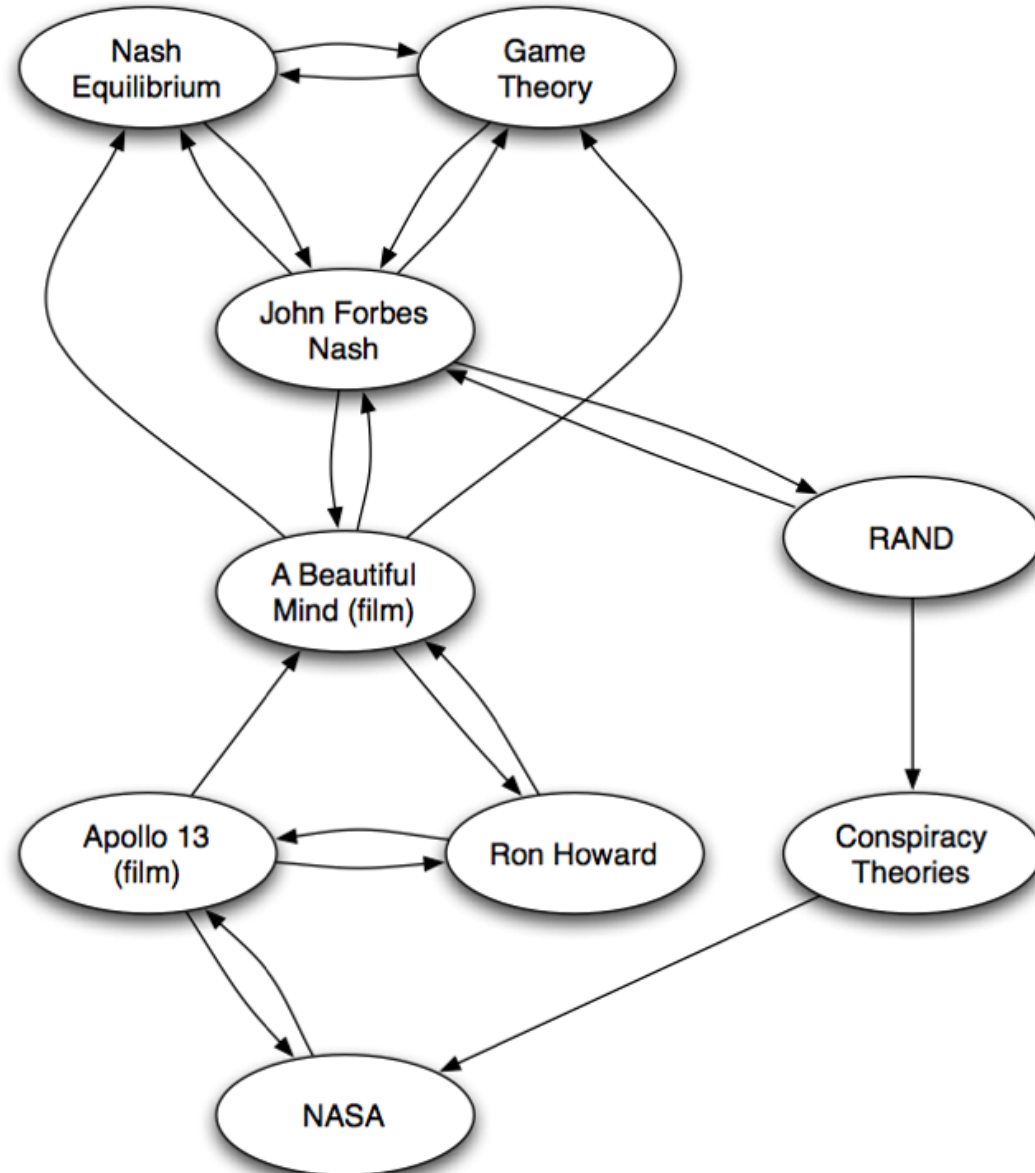 Nash
Equilibrium
Game
Theory
John Forbes
Nash
RAND
A Beautiful
Mind (film)
Apollo 13
(film)
Ron Howard
Conspiracy
Theories
NASA